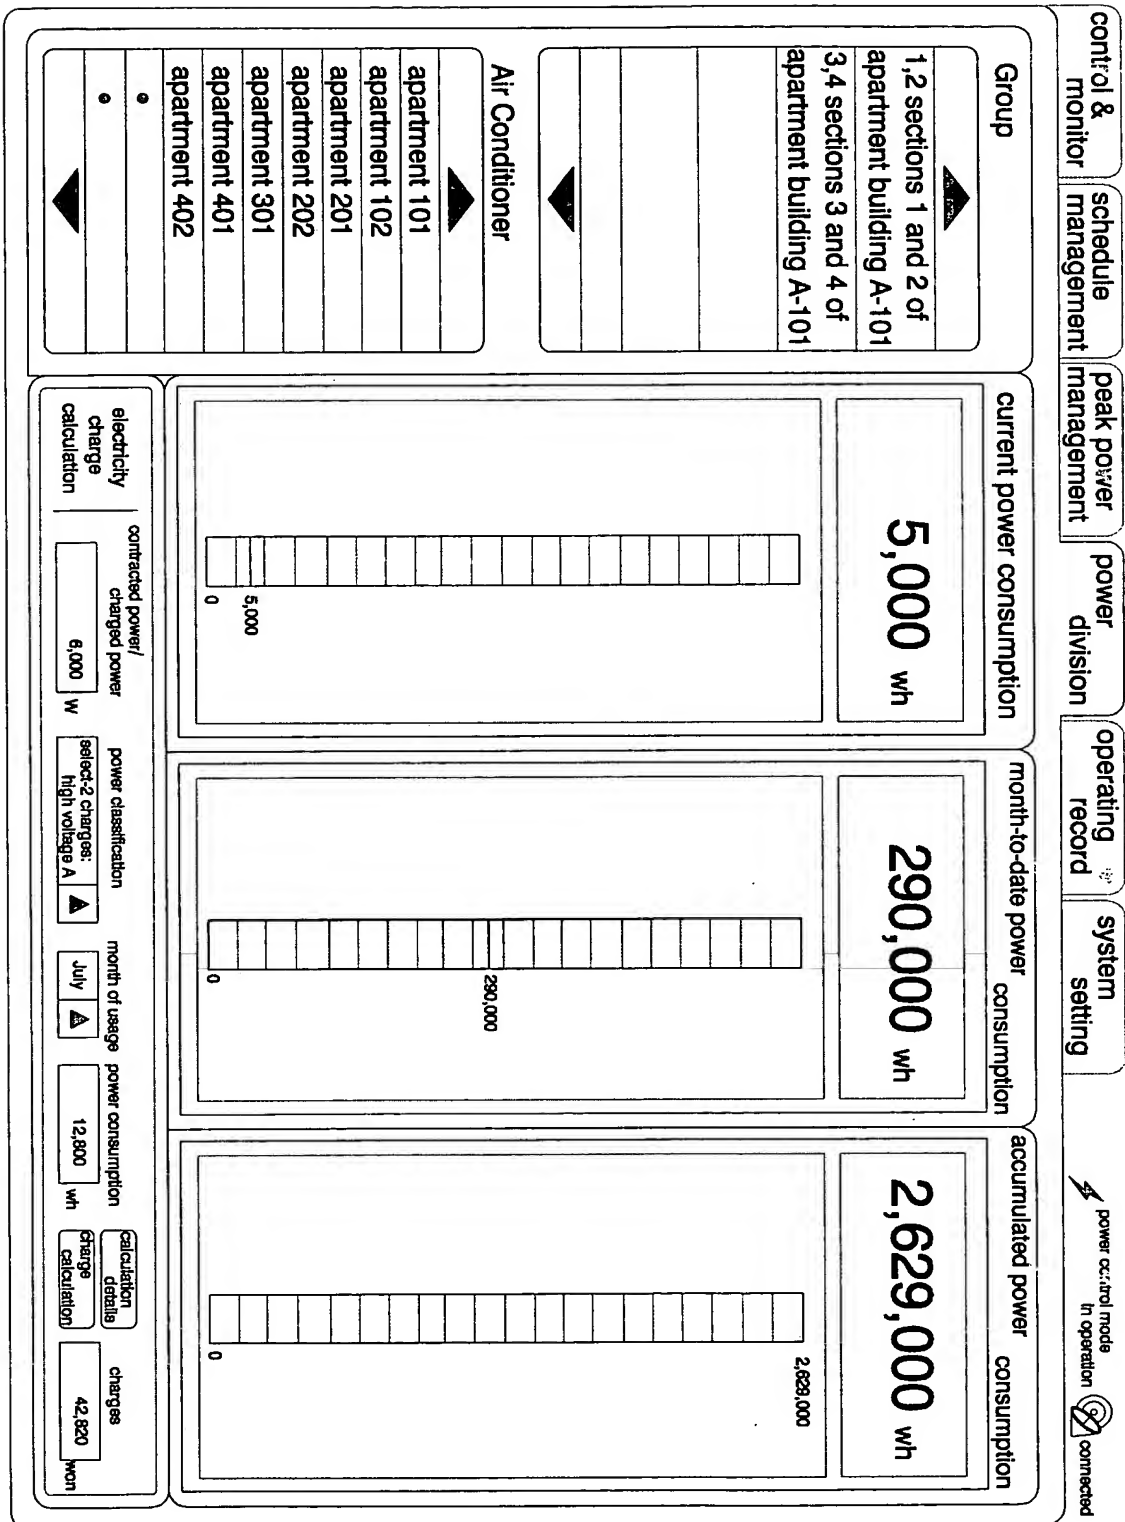 control &
monitor
schedule
management
peak power
management
power
division
operating
record
system
setting
power control mode
in operation
connected
Group
1,2 sections 1 and 2 of
apartment building A-101
3,4 sections 3 and 4 of
apartment building A-101
Air Conditioner
apartment 101
apartment 102
apartment 201
apartment 202
apartment 301
apartment 401
apartment 402
current power consumption
5,000 wh
5,000
0
month-to-date power
consumption
290,000 wh
290,000
0
accumulated power
consumption
2,629,000 wh
2,629,000
0
electricity
charge
calculation
contracted power/
charged power
6,000 W
power classification
select-2 charges:
high voltage A
month of usage
July
power consumption
12,800 wh
calculation
details
charge
calculation
charges
42,820 won